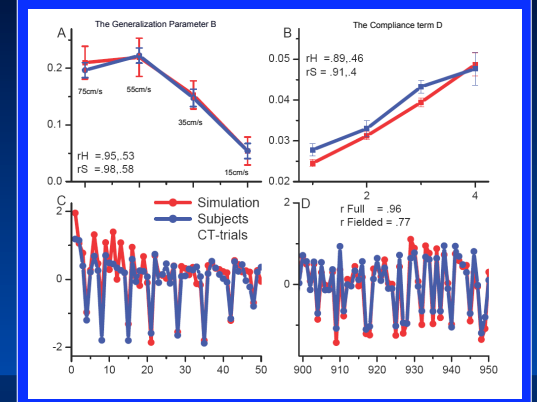 The Generalization Parameter B
A
0.2
0.1
0.0
75cm/s
55cm/s
35cm/s
15cm/s
rH =.95,.53
rS =.98,.58
The Compliance term D
B
0.05
0.04
0.03
0.02
rH =.89,.46
rS = .91,.4
2
4
C
2
0
-2
Simulation
Subjects
CT-trials
0 10 20 30 40 50
D
2
0
r Full = .96
r Fielded = .77
900 910 920 930 940 950